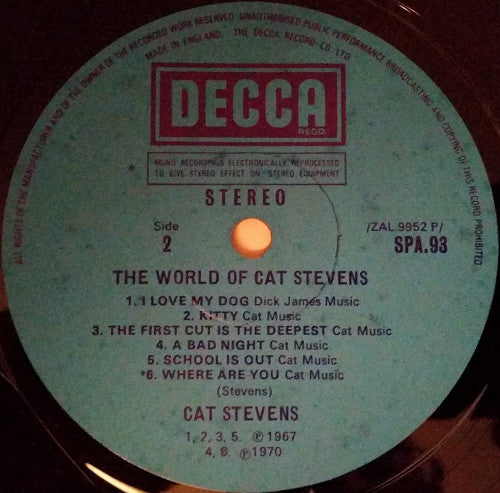 ALL RIGHTS OF THE MANUFACTURER AND OF THE OWNER OF THE RECORDED WORK RESERVED. UNAUTHORISED PUBLIC PERFORMANCE BROADCASTING AND COPYING OF THIS RECORD PROHIBITED
MADE IN ENGLAND. THE DECCA RECORD CO. LTD.
DECCA
REGD.
MONO RECORDINGS ELECTRONICALLY REPROCESSED
* TO GIVE STEREO EFFECT ON STEREO EQUIPMENT
STEREO
Side
2
/ZAL.9952 P/
SPA.93
THE WORLD OF CAT STEVENS
1. I LOVE MY DOG Dick James Music
2. KITTY Cat Music
3. THE FIRST CUT IS THE DEEPEST Cat Music
4. A BAD NIGHT Cat Music
5. SCHOOL IS OUT Cat Music
*6. WHERE ARE YOU Cat Music
(Stevens)
CAT STEVENS
1, 2, 3, 5. ℗ 1967
4, 6. ℗ 1970